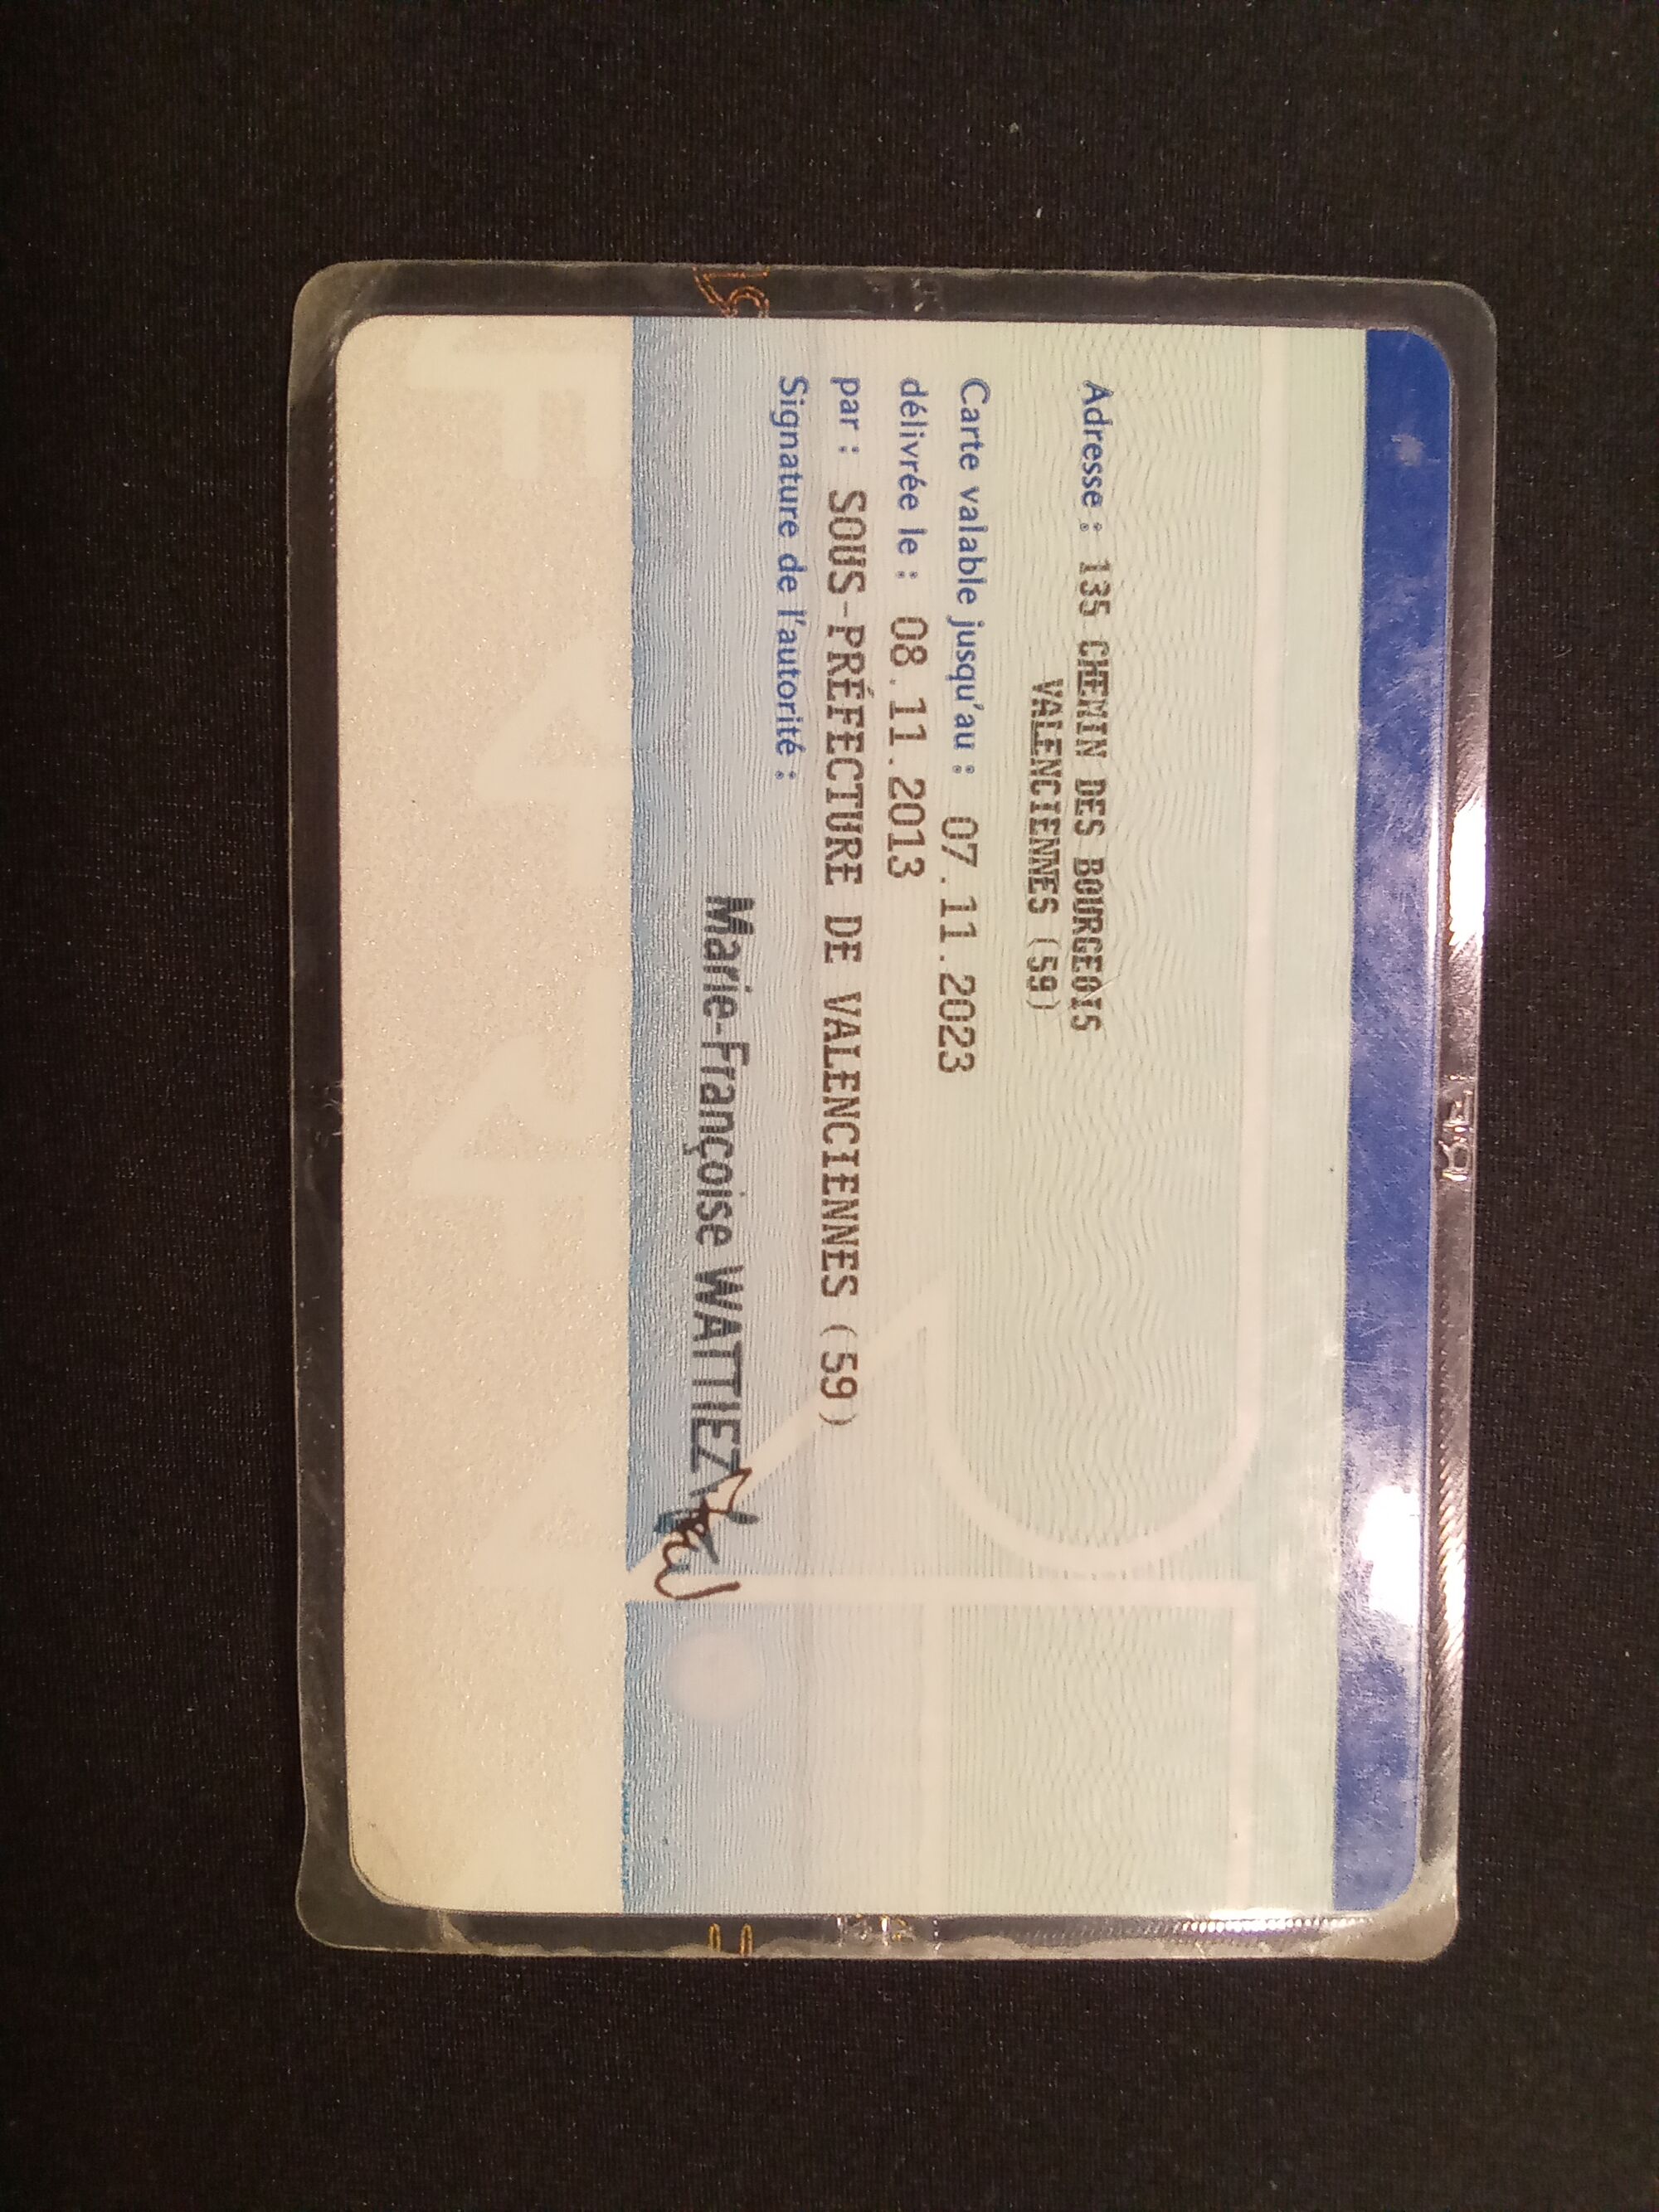 Adresse : 135 CHEMIN DES BOURGEOIS
VALENCIENNES (59)
Carte valable jusqu'au : 07.11.2023
délivrée le : 08.11.2013
par : SOUS-PRÉFECTURE DE VALENCIENNES (59)
Signature de l'autorité :
Marie-Françoise WATTIEZ